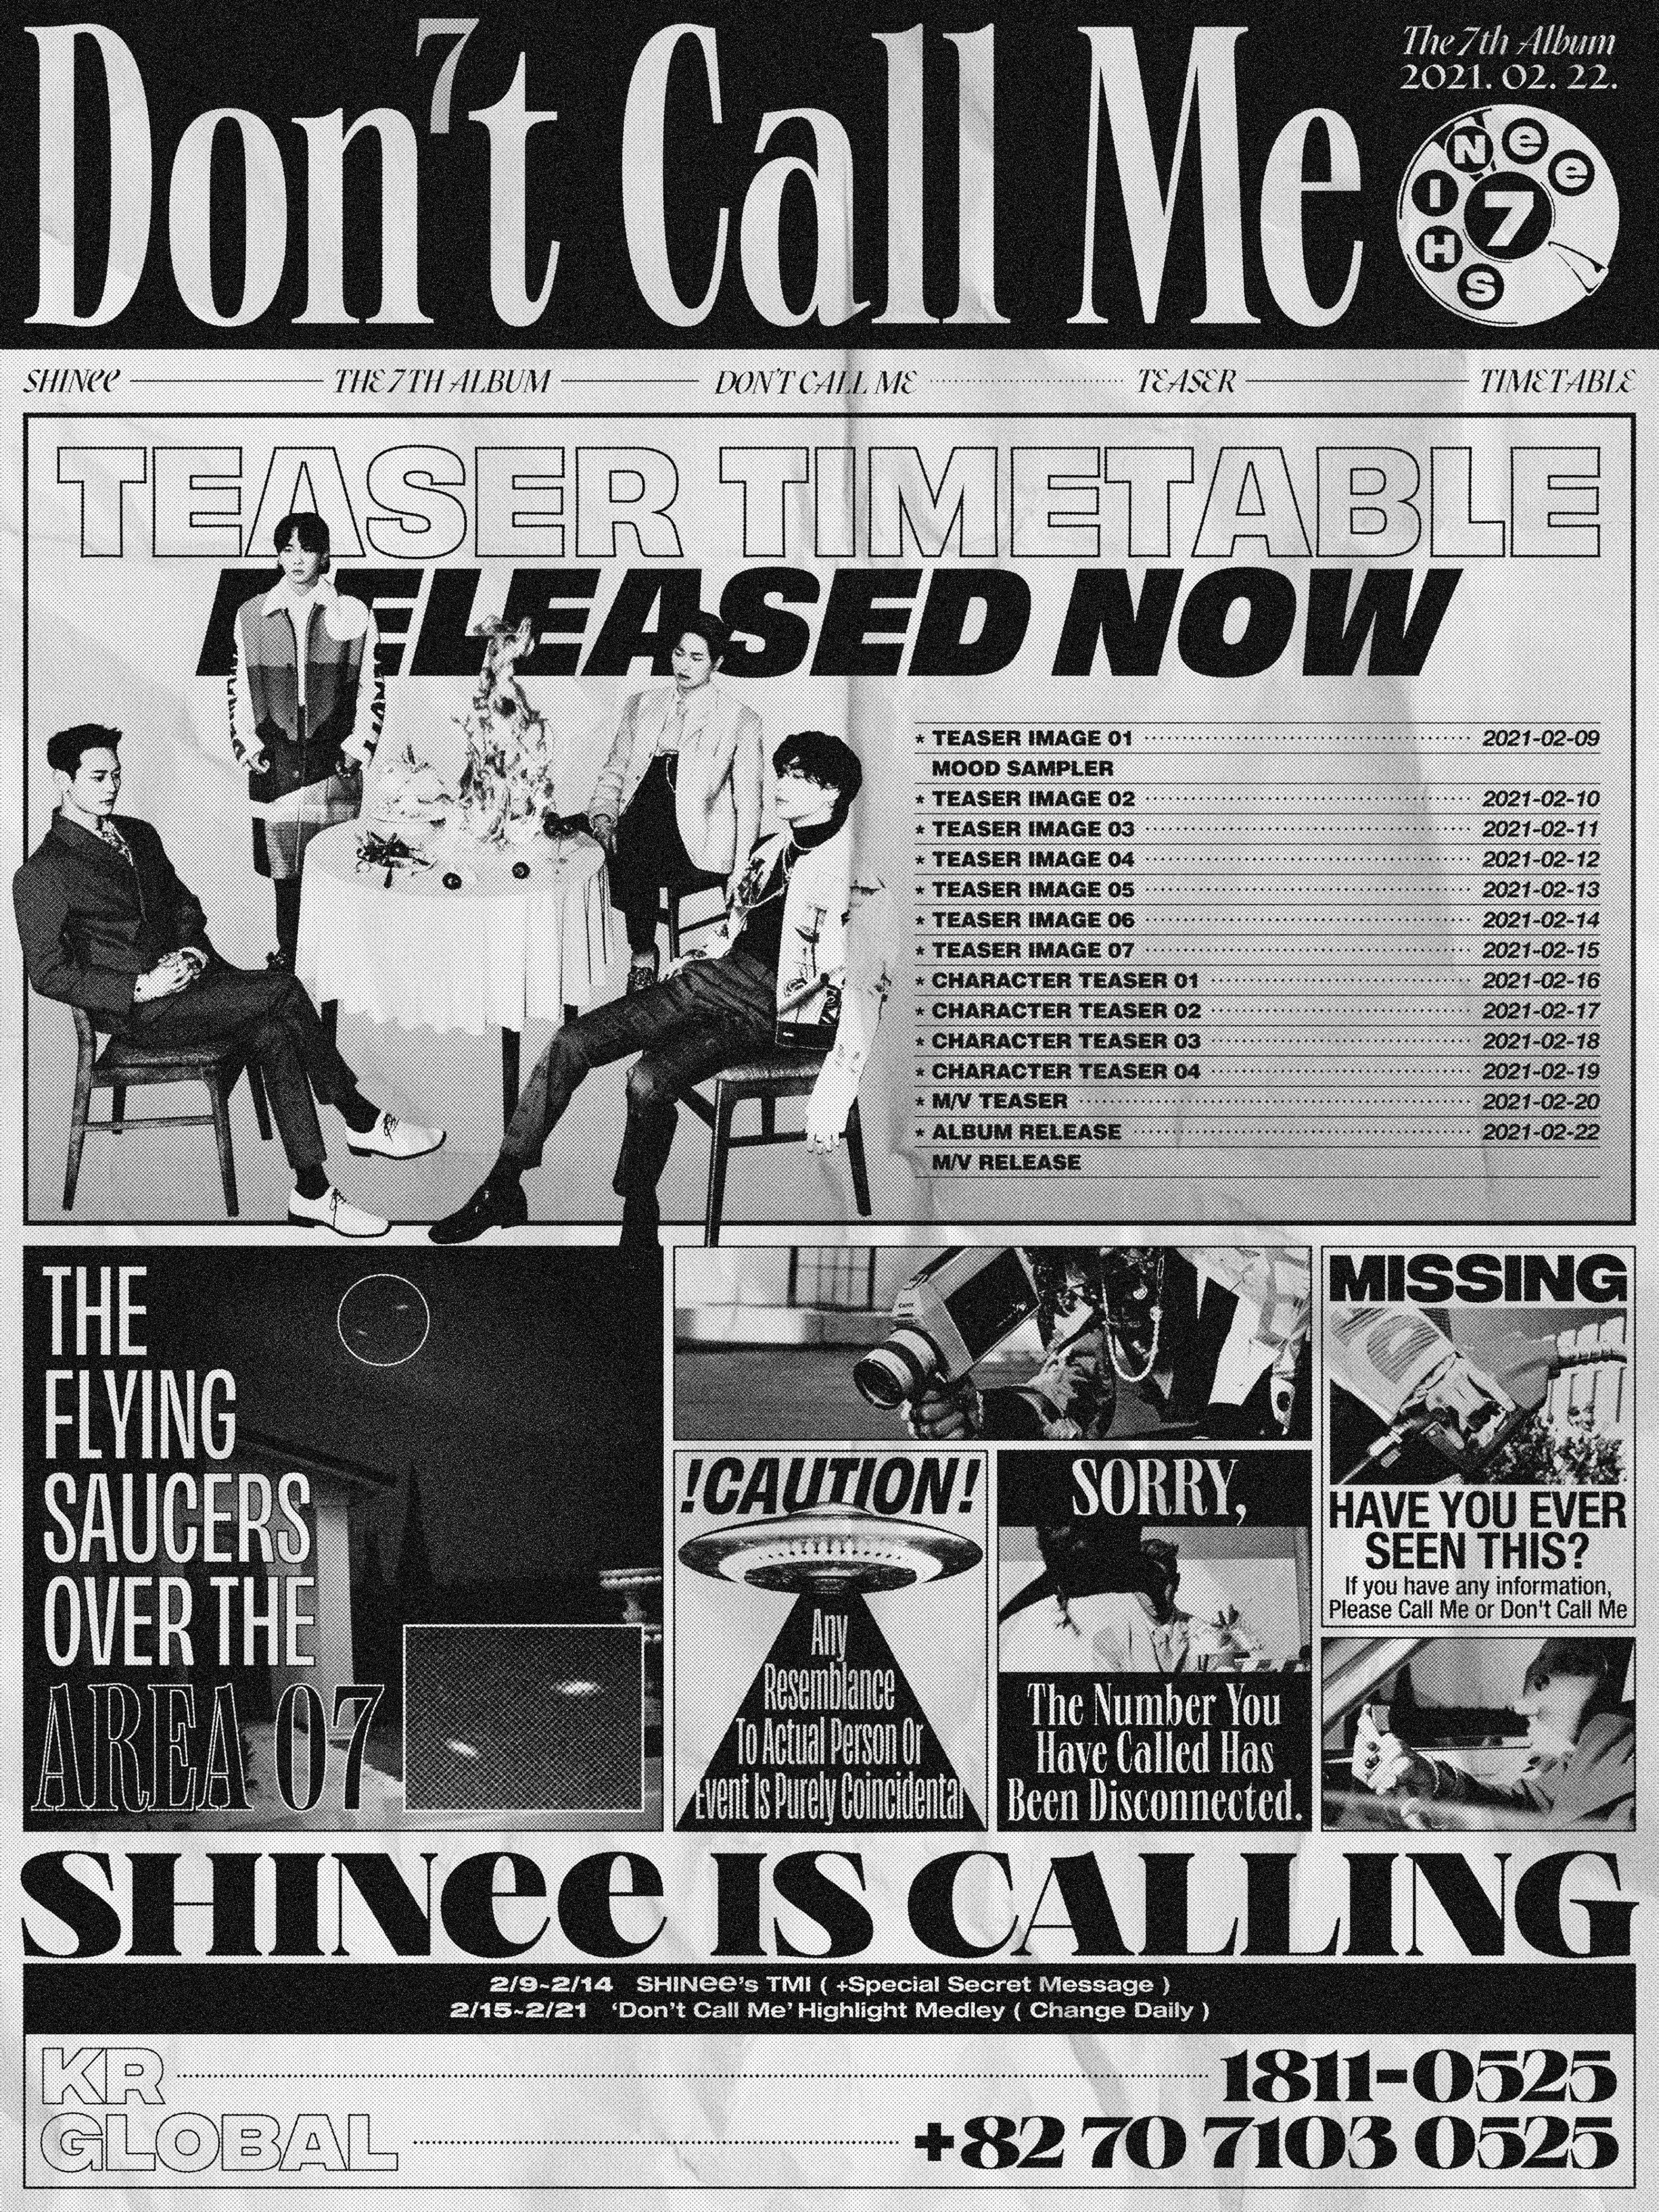 Don7t Call Me
The 7th Album
2021. 02. 22.
SHINee
7
SHINee THE 7TH ALBUM DON'T CALL ME TEASER TIMETABLE
TEASER TIMETABLE
RELEASED NOW
* TEASER IMAGE 01 2021-02-09
MOOD SAMPLER
* TEASER IMAGE 02 2021-02-10
* TEASER IMAGE 03 2021-02-11
* TEASER IMAGE 04 2021-02-12
* TEASER IMAGE 05 2021-02-13
* TEASER IMAGE 06 2021-02-14
* TEASER IMAGE 07 2021-02-15
* CHARACTER TEASER 01 2021-02-16
* CHARACTER TEASER 02 2021-02-17
* CHARACTER TEASER 03 2021-02-18
* CHARACTER TEASER 04 2021-02-19
* M/V TEASER 2021-02-20
* ALBUM RELEASE 2021-02-22
M/V RELEASE
THE
FLYING
SAUCERS
OVER THE
AREA 07
!CAUTION!
Any
Resemblance
To Actual Person Or
Event Is Purely Coincidental
SORRY,
The Number You
Have Called Has
Been Disconnected.
MISSING
HAVE YOU EVER
SEEN THIS?
If you have any information,
Please Call Me or Don't Call Me
SHINee IS CALLING
2/9~2/14 SHINee's TMI ( +Special Secret Message )
2/15~2/21 ‘Don’t Call Me’ Highlight Medley ( Change Daily )
KR 1811-0525
GLOBAL +82 70 7103 0525